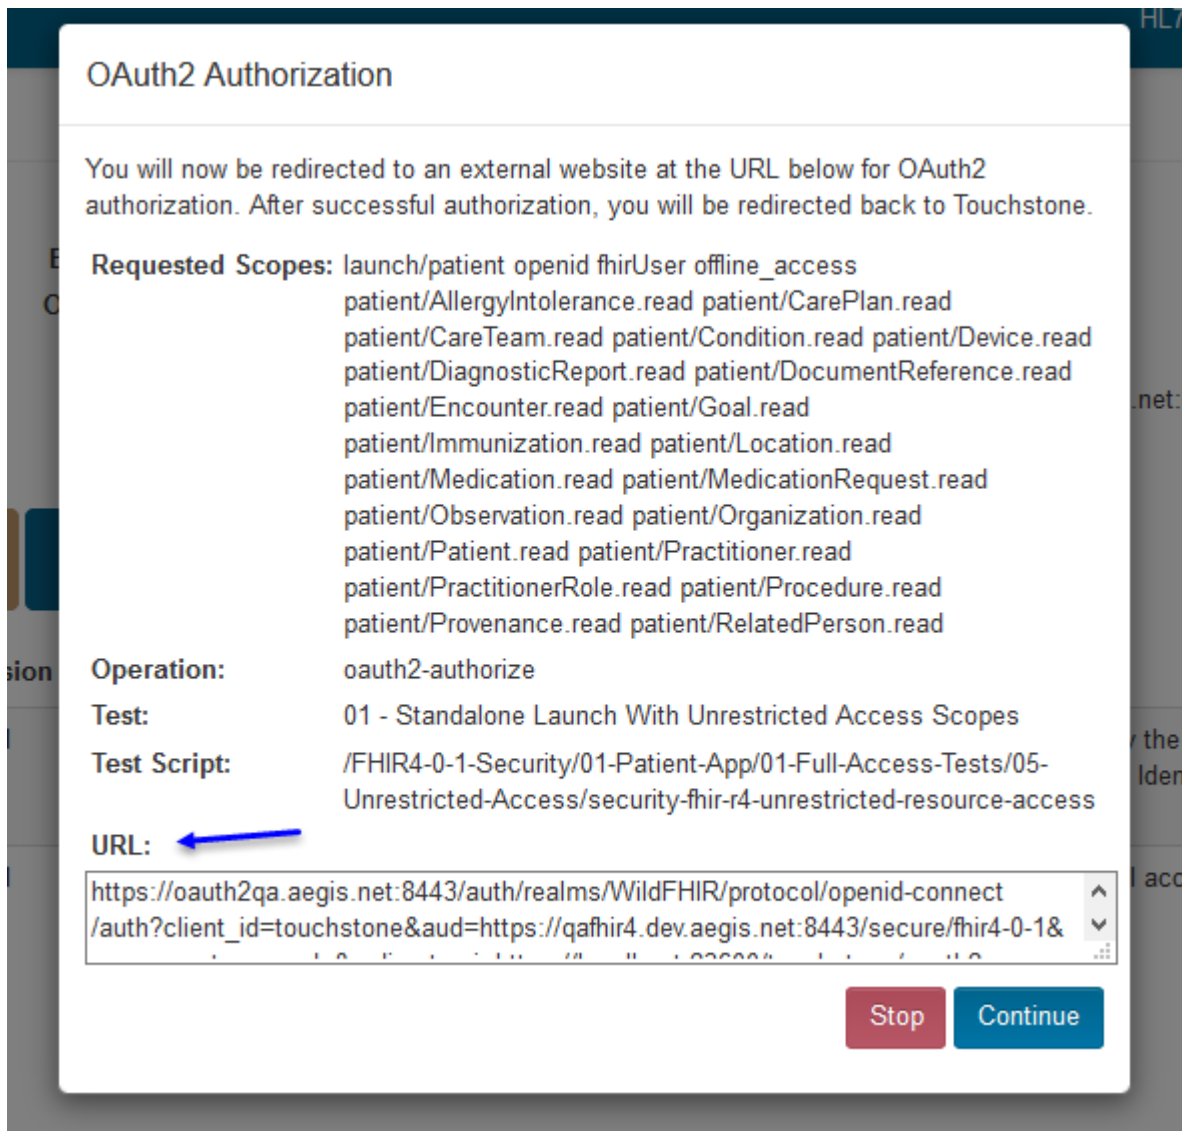 HL7
OAuth2 Authorization
You will now be redirected to an external website at the URL below for OAuth2
authorization. After successful authorization, you will be redirected back to Touchstone.
Requested Scopes: launch/patient openid fhirUser offline_access
patient/AllergyIntolerance.read patient/CarePlan.read
patient/CareTeam.read patient/Condition.read patient/Device.read
patient/DiagnosticReport.read patient/DocumentReference.read
patient/Encounter.read patient/Goal.read
.net:
patient/Immunization.read patient/Location.read
patient/Medication.read patient/MedicationRequest.read
patient/Observation.read patient/Organization.read
patient/Patient.read patient/Practitioner.read
patient/PractitionerRole.read patient/Procedure.read
patient/Provenance.read patient/RelatedPerson.read
sion
Operation: oauth2-authorize
Test: 01 - Standalone Launch With Unrestricted Access Scopes
the
Test Script: /FHIR4-0-1-Security/01-Patient-App/01-Full-Access-Tests/05-
Iden
Unrestricted-Access/security-fhir-r4-unrestricted-resource-access
URL:
acc
https://oauth2qa.aegis.net:8443/auth/realms/WildFHIR/protocol/openid-connect
/auth?client_id=touchstone&aud=https://qafhir4.dev.aegis.net:8443/secure/fhir4-0-1&
Stop Continue